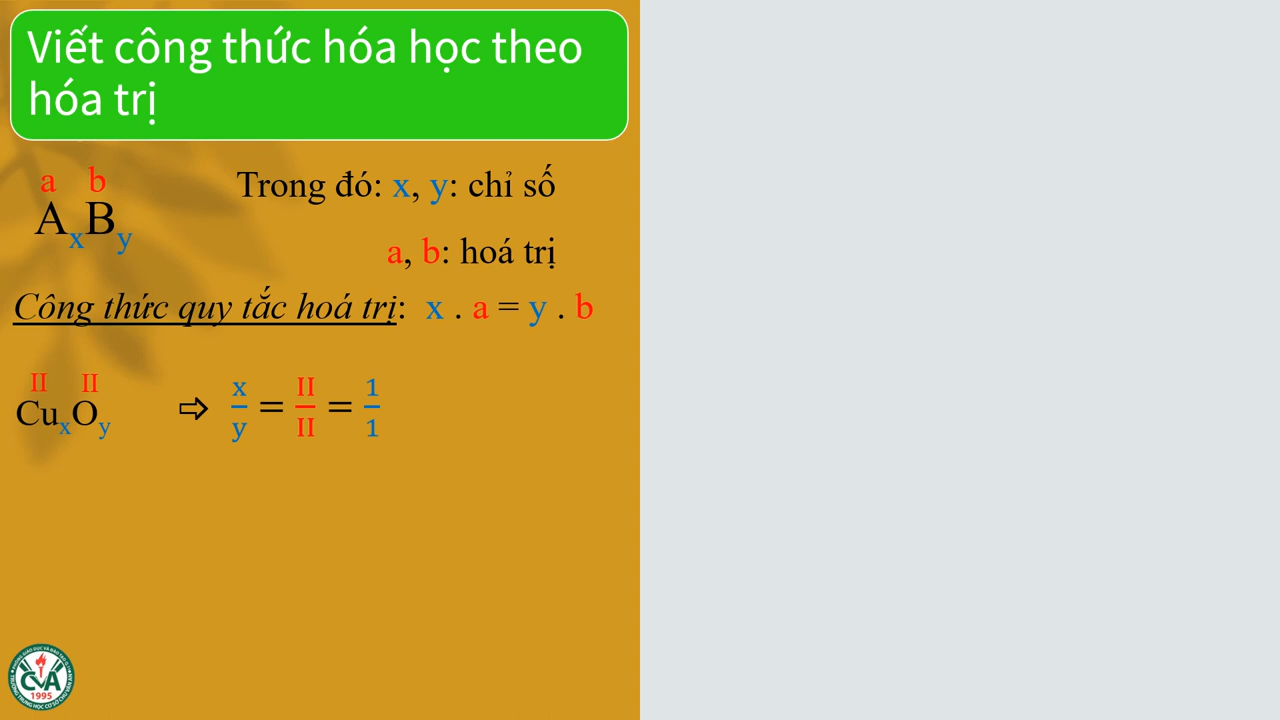 Viết công thức hóa học theo
hóa trị
a b
AxBy
Trong đó: x, y: chỉ số
a, b: hoá trị
Công thức quy tắc hoá trị: x . a = y . b
II II
CuxOy ⇨ x/y = II/II = 1/1
CVA
1995